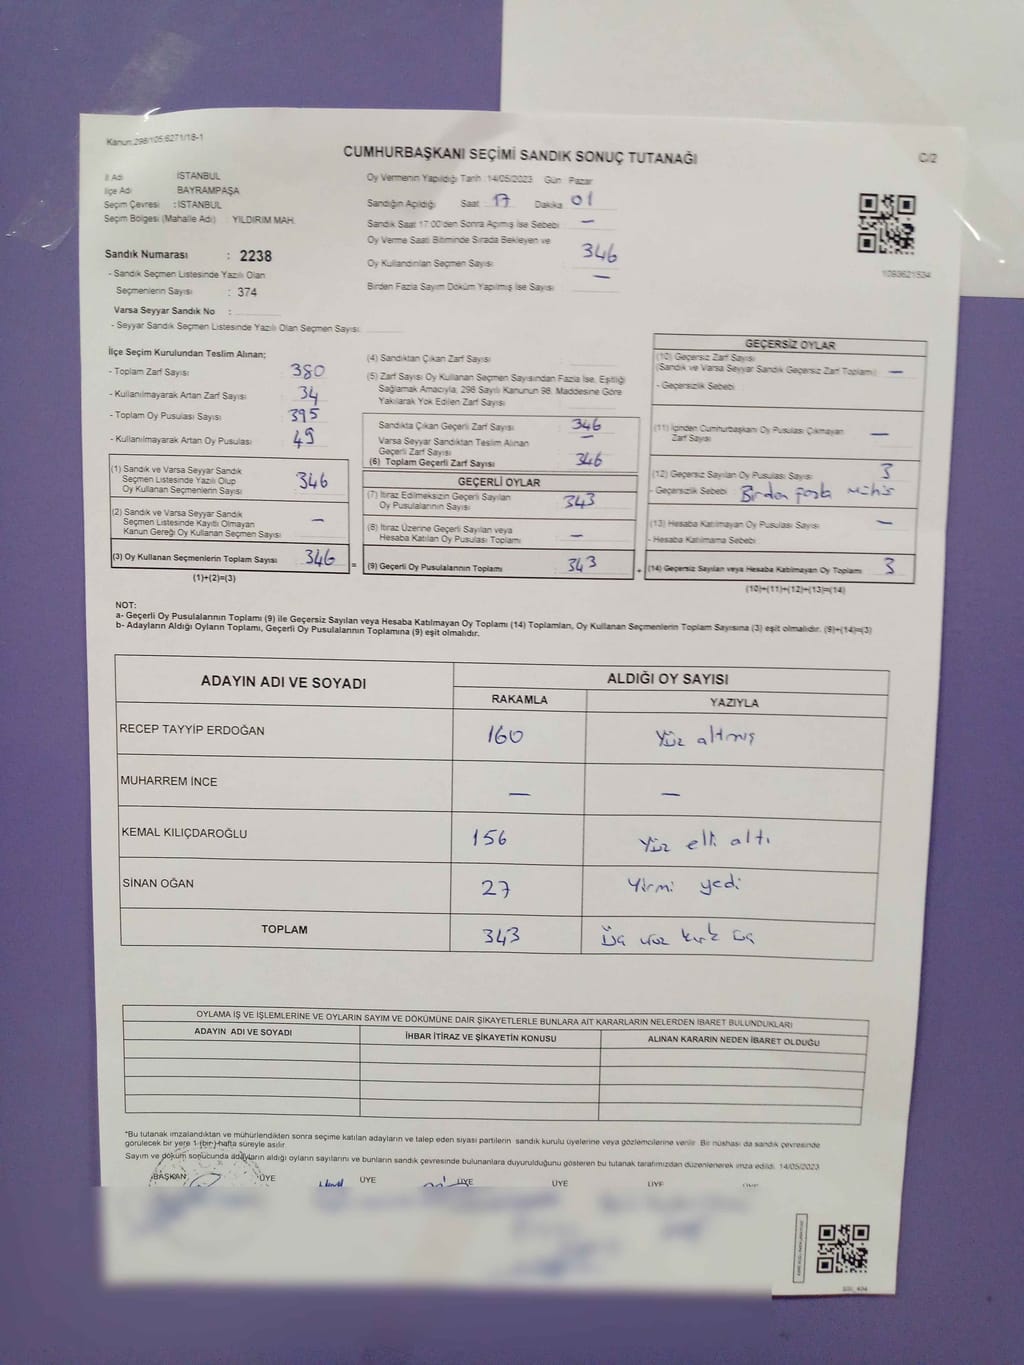 Kanun:298/105;6271/18-1
CUMHURBAŞKANI SEÇİMİ SANDIK SONUÇ TUTANAĞI
C/2
İl Adı İSTANBUL
İlçe Adı BAYRAMPAŞA
Seçim Çevresi : İSTANBUL
Seçim Bölgesi (Mahalle Adı) : YILDIRIM MAH.
Sandık Numarası : 2238
- Sandık Seçmen Listesinde Yazılı Olan
Seçmenlerin Sayısı : 374
Varsa Seyyar Sandık No :
- Seyyar Sandık Seçmen Listesinde Yazılı Olan Seçmen Sayısı:
Oy Vermenin Yapıldığı Tarih :14/05/2023 Gün: Pazar
Sandığın Açıldığı Saat 17 Dakika 01
Sandık Saat 17:00'den Sonra Açılmış İse Sebebi : —
Oy Verme Saati Bitiminde Sırada Bekleyen ve
Oy Kullandırılan Seçmen Sayısı 346
Birden Fazla Sayım Döküm Yapılmış İse Sayısı : —
1093621534
İlçe Seçim Kurulundan Teslim Alınan;
- Toplam Zarf Sayısı 380
- Kullanılmayarak Artan Zarf Sayısı 34
- Toplam Oy Pusulası Sayısı 395
- Kullanılmayarak Artan Oy Pusulası 49
(1) Sandık ve Varsa Seyyar Sandık
Seçmen Listesinde Yazılı Olup
Oy Kullanan Seçmenlerin Sayısı 346
(2) Sandık ve Varsa Seyyar Sandık
Seçmen Listesinde Kayıtlı Olmayan
Kanun Gereği Oy Kullanan Seçmen Sayısı —
(3) Oy Kullanan Seçmenlerin Toplam Sayısı 346 =
(1)+(2)=(3)
(4) Sandıktan Çıkan Zarf Sayısı
(5) Zarf Sayısı Oy Kullanan Seçmen Sayısından Fazla İse, Eşitliği
Sağlamak Amacıyla, 298 Sayılı Kanunun 98. Maddesine Göre
Yakılarak Yok Edilen Zarf Sayısı
Sandıkta Çıkan Geçerli Zarf Sayısı 346
Varsa Seyyar Sandıktan Teslim Alınan
Geçerli Zarf Sayısı —
(6) Toplam Geçerli Zarf Sayısı 346
GEÇERLİ OYLAR
(7) İtiraz Edilmeksizin Geçerli Sayılan
Oy Pusulalarının Sayısı 343
(8) İtiraz Üzerine Geçerli Sayılan veya
Hesaba Katılan Oy Pusulası Toplamı —
(9) Geçerli Oy Pusulalarının Toplamı 343 +
GEÇERSİZ OYLAR
(10) Geçersiz Zarf Sayısı
(Sandık ve Varsa Seyyar Sandık Geçersiz Zarf Toplamı) —
- Geçersizlik Sebebi
(11) İçinden Cumhurbaşkanı Oy Pusulası Çıkmayan
Zarf Sayısı —
(12) Geçersiz Sayılan Oy Pusulası Sayısı 3
- Geçersizlik Sebebi Birden fazla mühür
(13) Hesaba Katılmayan Oy Pusulası Sayısı —
- Hesaba Katılmama Sebebi
(14) Geçersiz Sayılan veya Hesaba Katılmayan Oy Toplamı 3
(10)+(11)+(12)+(13)=(14)
NOT:
a- Geçerli Oy Pusulalarının Toplamı (9) ile Geçersiz Sayılan veya Hesaba Katılmayan Oy Toplamı (14) Toplamları, Oy Kullanan Seçmenlerin Toplam Sayısına (3) eşit olmalıdır. (9)+(14)=(3)
b- Adayların Aldığı Oyların Toplamı, Geçerli Oy Pusulalarının Toplamına (9) eşit olmalıdır.
ADAYIN ADI VE SOYADI ALDIĞI OY SAYISI
RAKAMLA YAZIYLA
RECEP TAYYİP ERDOĞAN 160 Yüz altmış
MUHARREM İNCE — —
KEMAL KILIÇDAROĞLU 156 Yüz elli altı
SİNAN OĞAN 27 Yirmi yedi
TOPLAM 343 Üç yüz kırk üç
OYLAMA İŞ VE İŞLEMLERİNE VE OYLARIN SAYIM VE DÖKÜMÜNE DAİR ŞİKAYETLERLE BUNLARA AİT KARARLARIN NELERDEN İBARET BULUNDUKLARI
ADAYIN ADI VE SOYADI İHBAR İTİRAZ VE ŞİKAYETİN KONUSU ALINAN KARARIN NEDEN İBARET OLDUĞU
*Bu tutanak imzalandıktan ve mühürlendikten sonra seçime katılan adayların ve talep eden siyasi partilerin sandık kurulu üyelerine veya gözlemcilerine verilir. Bir nüshası da sandık çevresinde
görülecek bir yere 1 (bir) hafta süreyle asılır.
Sayım ve döküm sonucunda adayların aldığı oyların sayılarını ve bunların sandık çevresinde bulunanlara duyurulduğunu gösteren bu tutanak tarafımızdan düzenlenerek imza edildi. 14/05/2023
BAŞKAN ÜYE ÜYE ÜYE ÜYE ÜYE